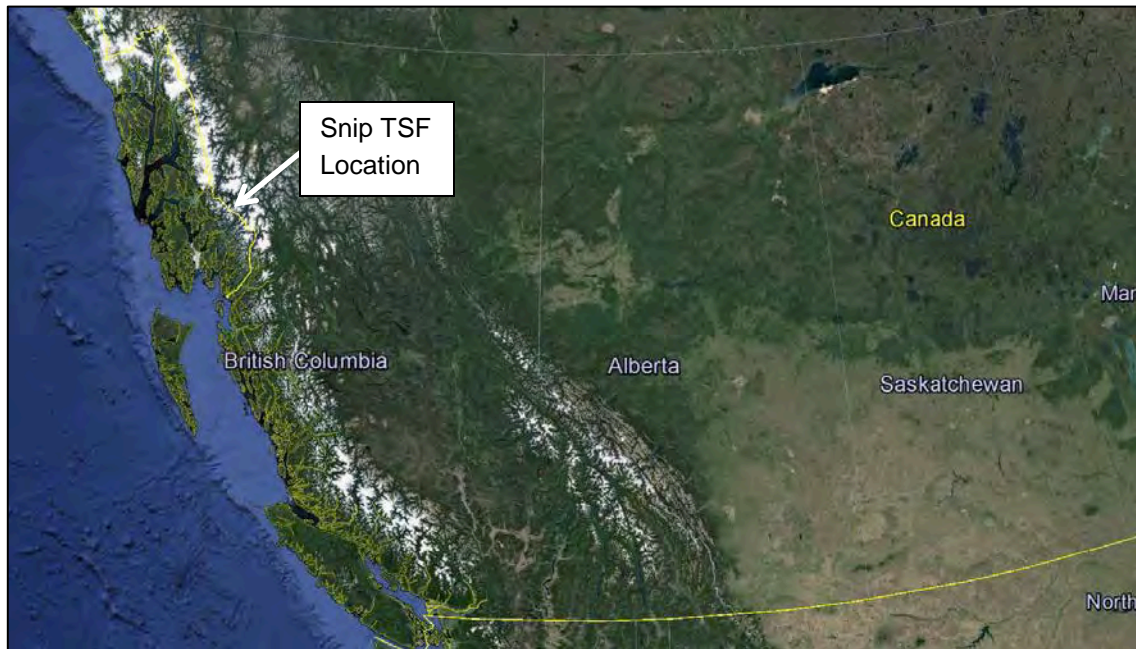 Snip TSF
Location
Canada
Mar
British Columbia
Alberta
Saskatchewan
North